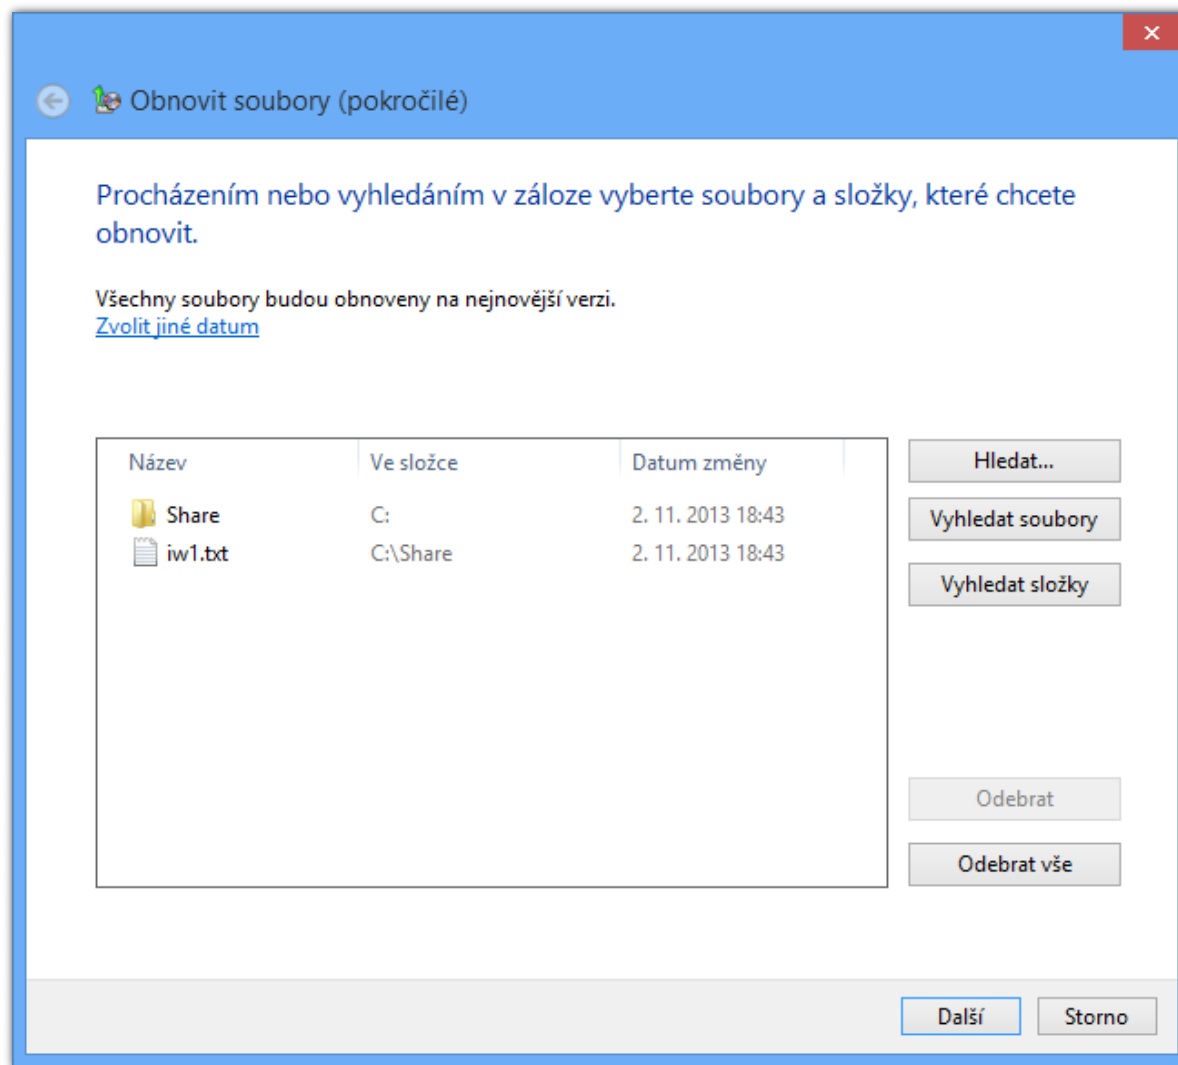 Obnovit soubory (pokročilé)
Procházením nebo vyhledáním v záloze vyberte soubory a složky, které chcete
obnovit.
Všechny soubory budou obnoveny na nejnovější verzi.
Zvolit jiné datum
Název Ve složce Datum změny
Share C: 2. 11. 2013 18:43
iw1.txt C:\Share 2. 11. 2013 18:43
Hledat...
Vyhledat soubory
Vyhledat složky
Odebrat
Odebrat vše
Další Storno